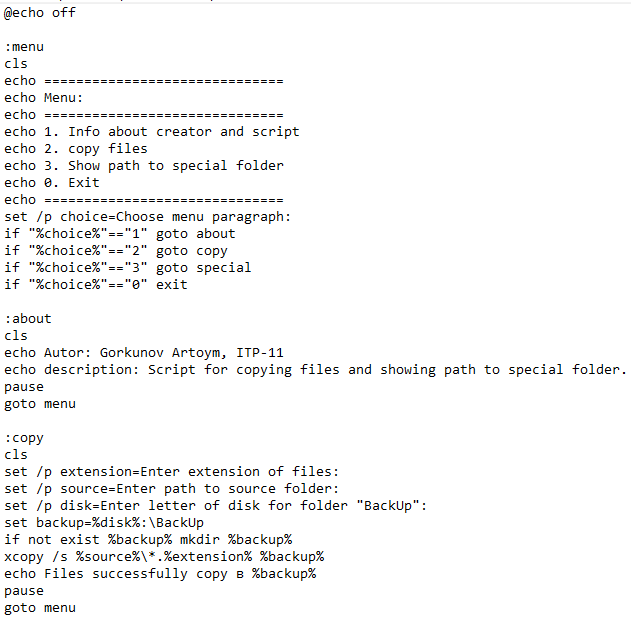 @echo off
:menu
cls
echo ==============================
echo Menu:
echo ==============================
echo 1. Info about creator and script
echo 2. copy files
echo 3. Show path to special folder
echo 0. Exit
echo ==============================
set /p choice=Choose menu paragraph:
if "%choice%"=="1" goto about
if "%choice%"=="2" goto copy
if "%choice%"=="3" goto special
if "%choice%"=="0" exit
:about
cls
echo Autor: Gorkunov Artoym, ITP-11
echo description: Script for copying files and showing path to special folder.
pause
goto menu
:copy
cls
set /p extension=Enter extension of files:
set /p source=Enter path to source folder:
set /p disk=Enter letter of disk for folder "BackUp":
set backup=%disk%:\BackUp
if not exist %backup% mkdir %backup%
xcopy /s %source%\*.%extension% %backup%
echo Files successfully copy в %backup%
pause
goto menu